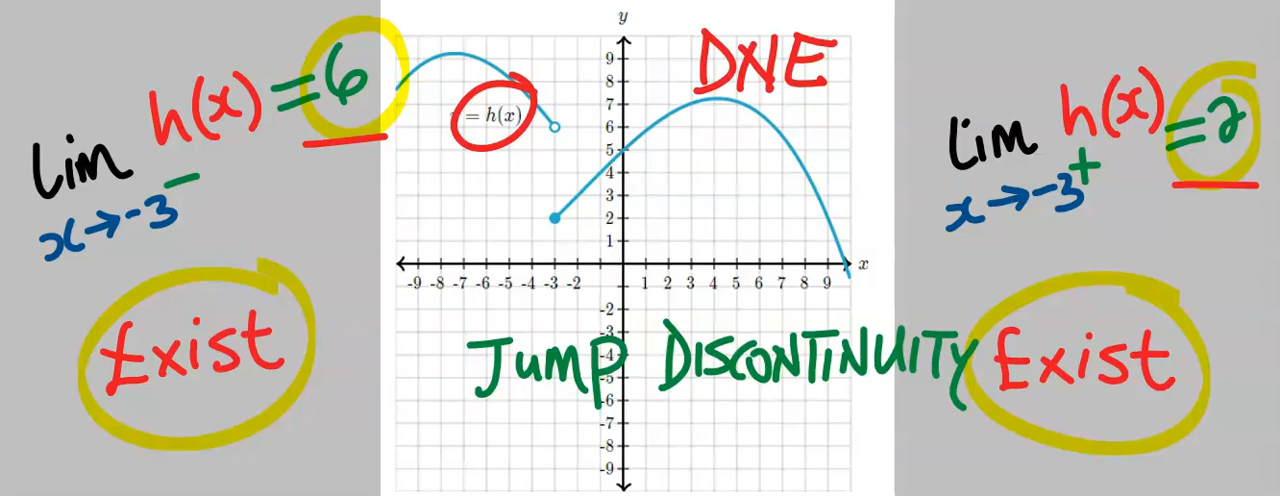 lim h(x) = 6
x→-3⁻
Exist
y
= h(x)
DNE
9
8
7
6
5
4
3
2
1
x
-9 -8 -7 -6 -5 -4 -3 -2 1 2 3 4 5 6 7 8 9
-2
-3
-4
-5
-6
-7
-8
-9
JUMP DISCONTINUITY
lim h(x) = 2
x→-3⁺
Exist